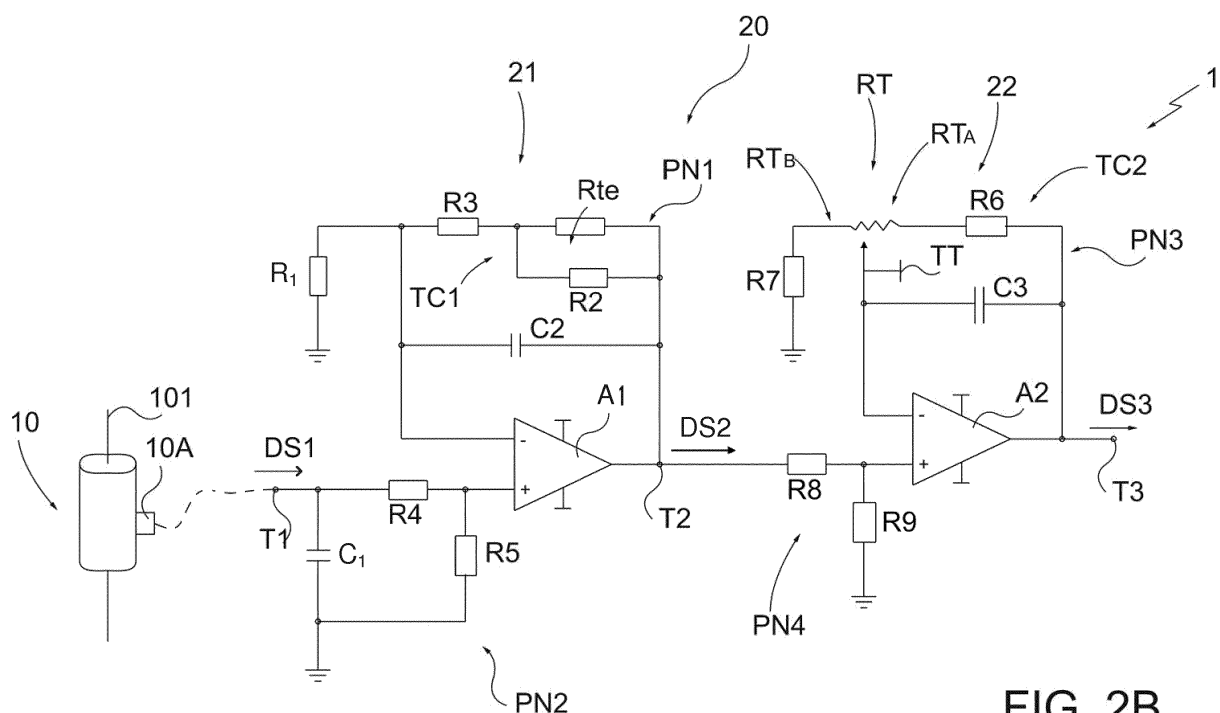 20
1
21
RT
22
RTA
RTB
TC2
PN1
Rte
R3
R6
PN3
TT
R1
TC1
R2
R7
C3
C2
101
10
10A
A1
A2
DS1
DS2
DS3
T1
R4
R8
T2
T3
C1
R5
R9
PN4
PN2
FIG. 2B